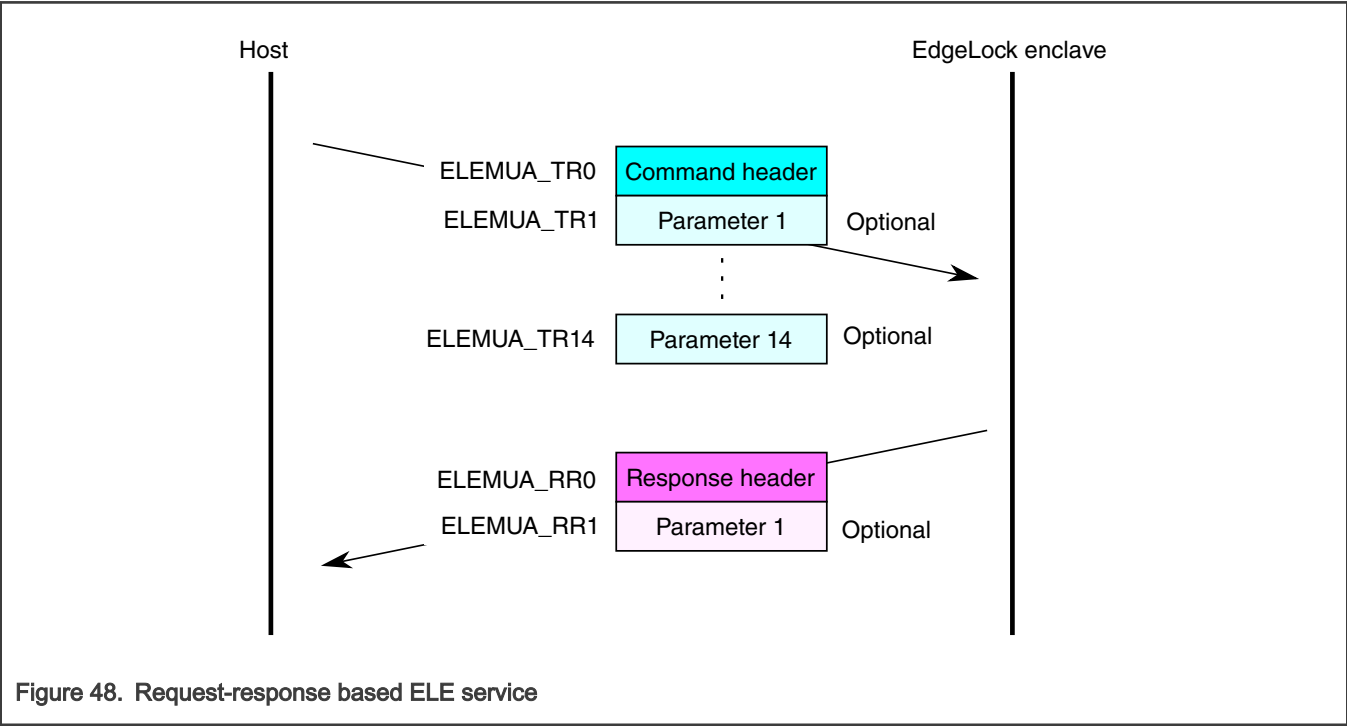 Host
EdgeLock enclave
ELEMUA_TR0
Command header
ELEMUA_TR1
Parameter 1
Optional
ELEMUA_TR14
Parameter 14
Optional
ELEMUA_RR0
Response header
ELEMUA_RR1
Parameter 1
Optional
Figure 48. Request-response based ELE service